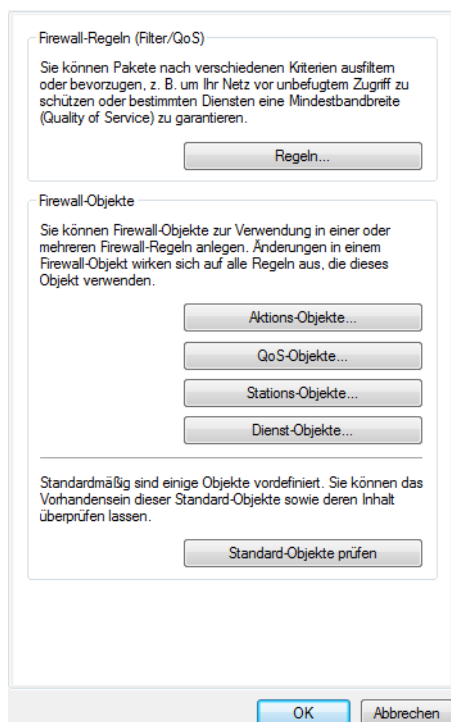 Firewall-Regeln (Filter/QoS)
Sie können Pakete nach verschiedenen Kriterien ausfiltern
oder bevorzugen, z. B. um Ihr Netz vor unbefugtem Zugriff zu
schützen oder bestimmten Diensten eine Mindestbandbreite
(Quality of Service) zu garantieren.
Regeln...
Firewall-Objekte
Sie können Firewall-Objekte zur Verwendung in einer oder
mehreren Firewall-Regeln anlegen. Änderungen in einem
Firewall-Objekt wirken sich auf alle Regeln aus, die dieses
Objekt verwenden.
Aktions-Objekte...
QoS-Objekte...
Stations-Objekte...
Dienst-Objekte...
Standardmäßig sind einige Objekte vordefiniert. Sie können das
Vorhandensein dieser Standard-Objekte sowie deren Inhalt
überprüfen lassen.
Standard-Objekte prüfen
OK
Abbrechen